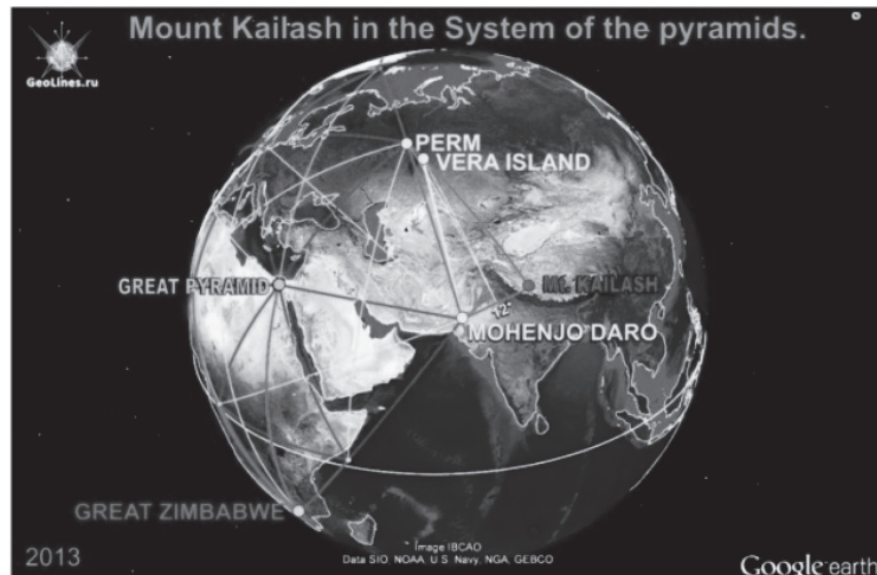 Mount Kailash in the System of the pyramids.
GeoLines.ru
PERM
VERA ISLAND
GREAT PYRAMID
Mt. KAILASH
12°
MOHENJO DARO
GREAT ZIMBABWE
2013
Image IBCAO
Data SIO, NOAA, U.S. Navy, NGA, GEBCO
Google earth